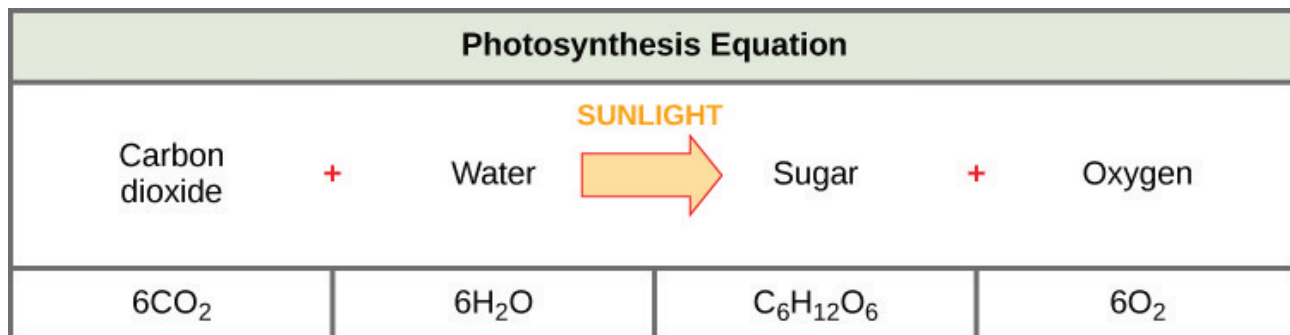 Photosynthesis Equation
SUNLIGHT
Carbon
dioxide + Water Sugar + Oxygen
6CO₂ 6H₂O C₆H₁₂O₆ 6O₂